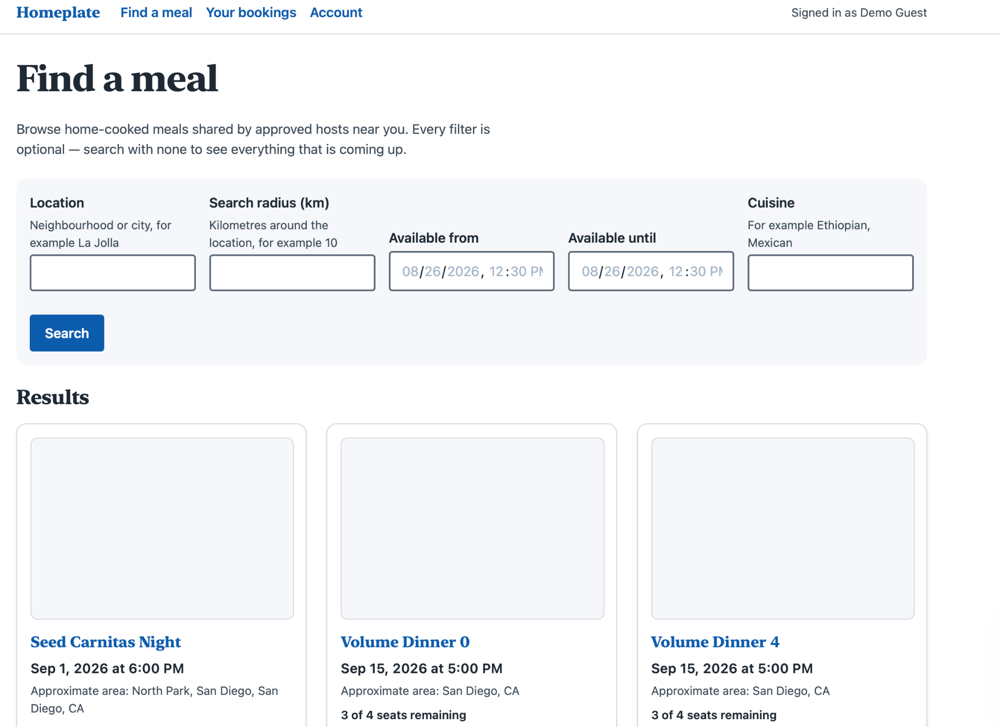 Homeplate Find a meal Your bookings Account Signed in as Demo Guest
Find a meal
Browse home-cooked meals shared by approved hosts near you. Every filter is
optional — search with none to see everything that is coming up.
Location
Neighbourhood or city, for
example La Jolla
Search radius (km)
Kilometres around the
location, for example 10
Available from
08/26/2026, 12:30 PM
Available until
08/26/2026, 12:30 PM
Cuisine
For example Ethiopian,
Mexican
Search
Results
Seed Carnitas Night
Sep 1, 2026 at 6:00 PM
Approximate area: North Park, San Diego, San
Diego, CA
Volume Dinner 0
Sep 15, 2026 at 5:00 PM
Approximate area: San Diego, CA
3 of 4 seats remaining
Volume Dinner 4
Sep 15, 2026 at 5:00 PM
Approximate area: San Diego, CA
3 of 4 seats remaining